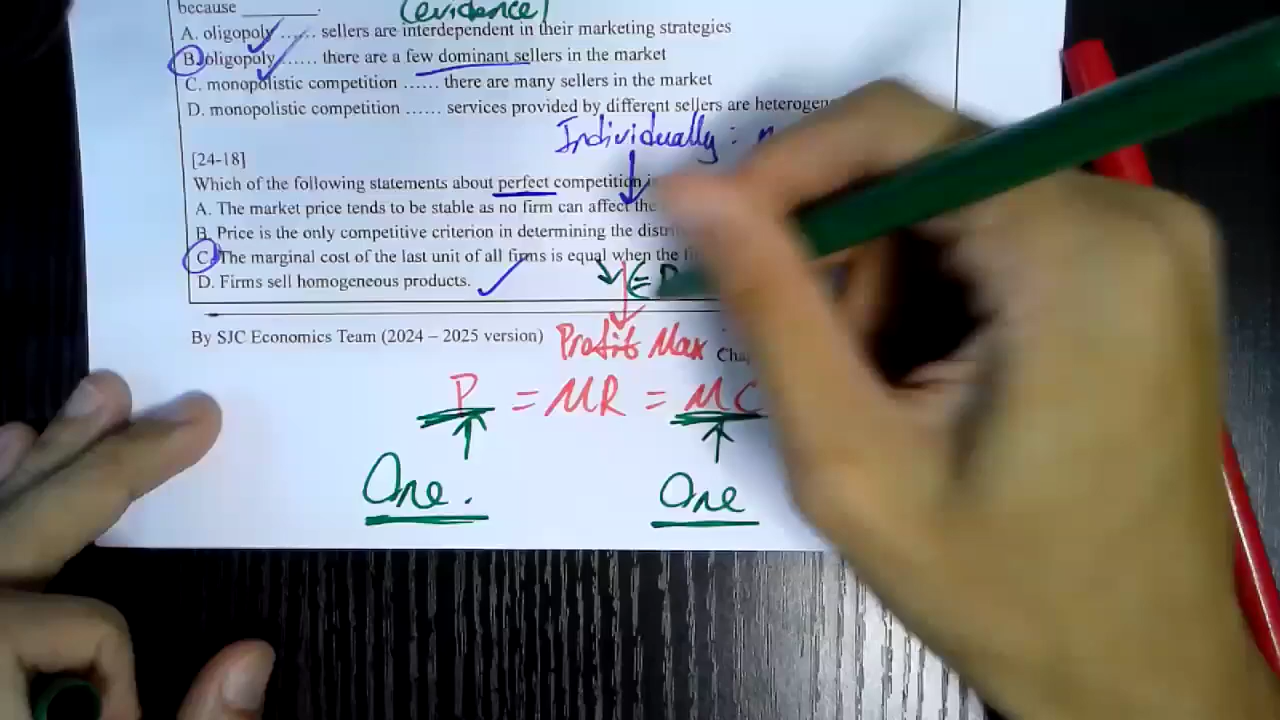 because ________. (evidence)
A. oligopoly …… sellers are interdependent in their marketing strategies
B. oligopoly …… there are a few dominant sellers in the market
C. monopolistic competition …… there are many sellers in the market
D. monopolistic competition …… services provided by different sellers are
Individually :
[24-18]
Which of the following statements about perfect competition
A. The market price tends to be stable as no firm can affect the
B. Price is the only competitive criterion in determining the
C. The marginal cost of the last unit of all firms is equal when the
D. Firms sell homogeneous products.
By SJC Economics Team (2024 – 2025 version)
Profit Max
P = MR = MC
One. One